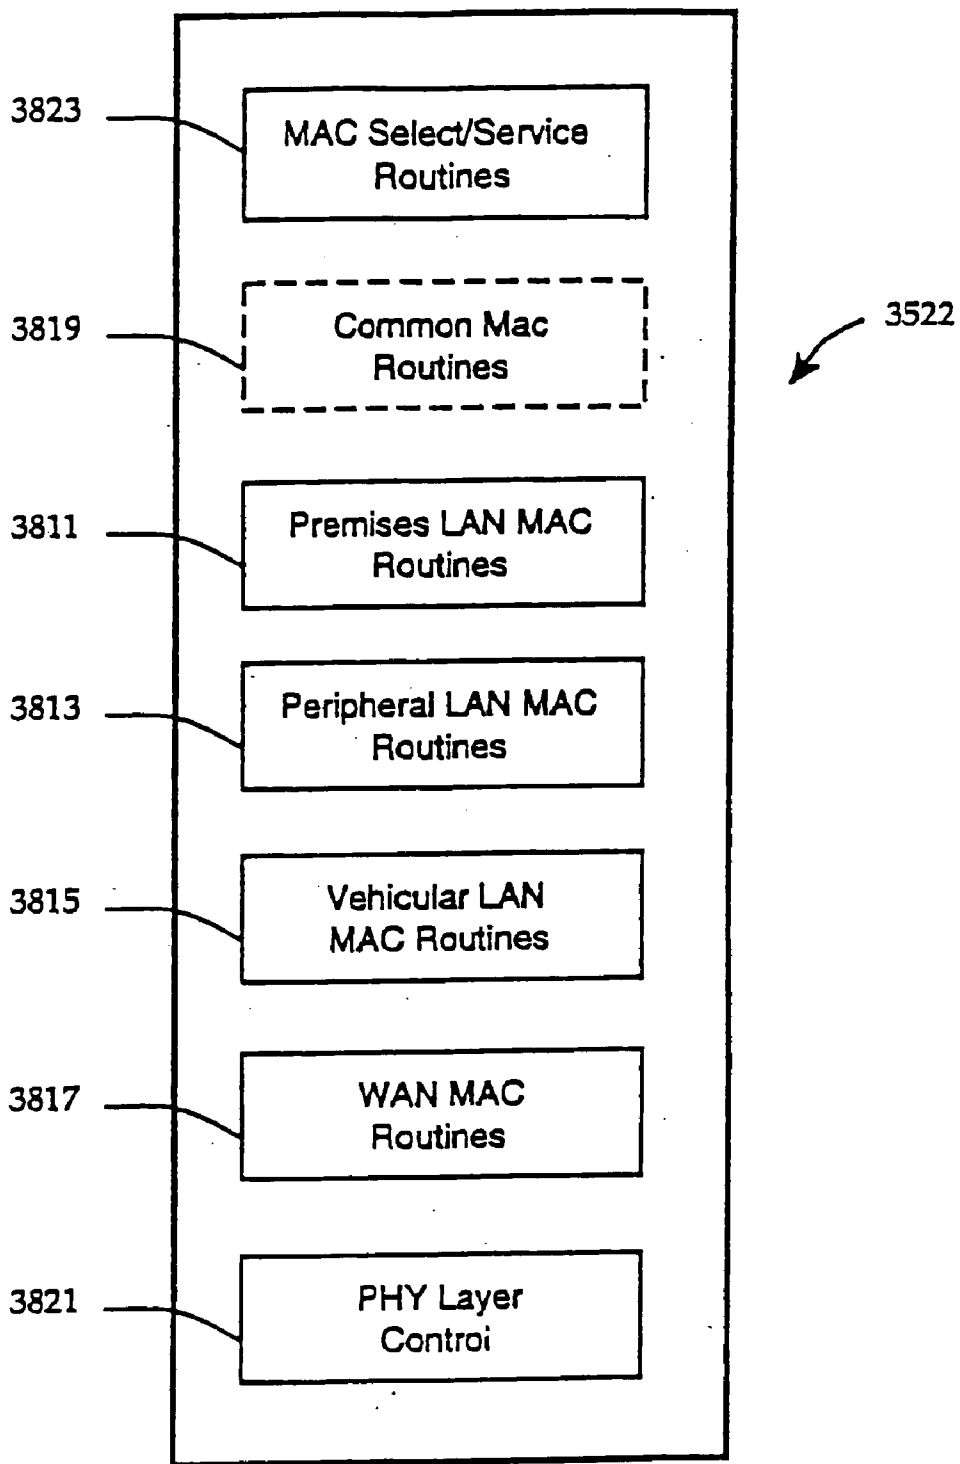 3823
MAC Select/Service
Routines
3819
Common Mac
Routines
3522
3811
Premises LAN MAC
Routines
3813
Peripheral LAN MAC
Routines
3815
Vehicular LAN
MAC Routines
3817
WAN MAC
Routines
3821
PHY Layer
Control